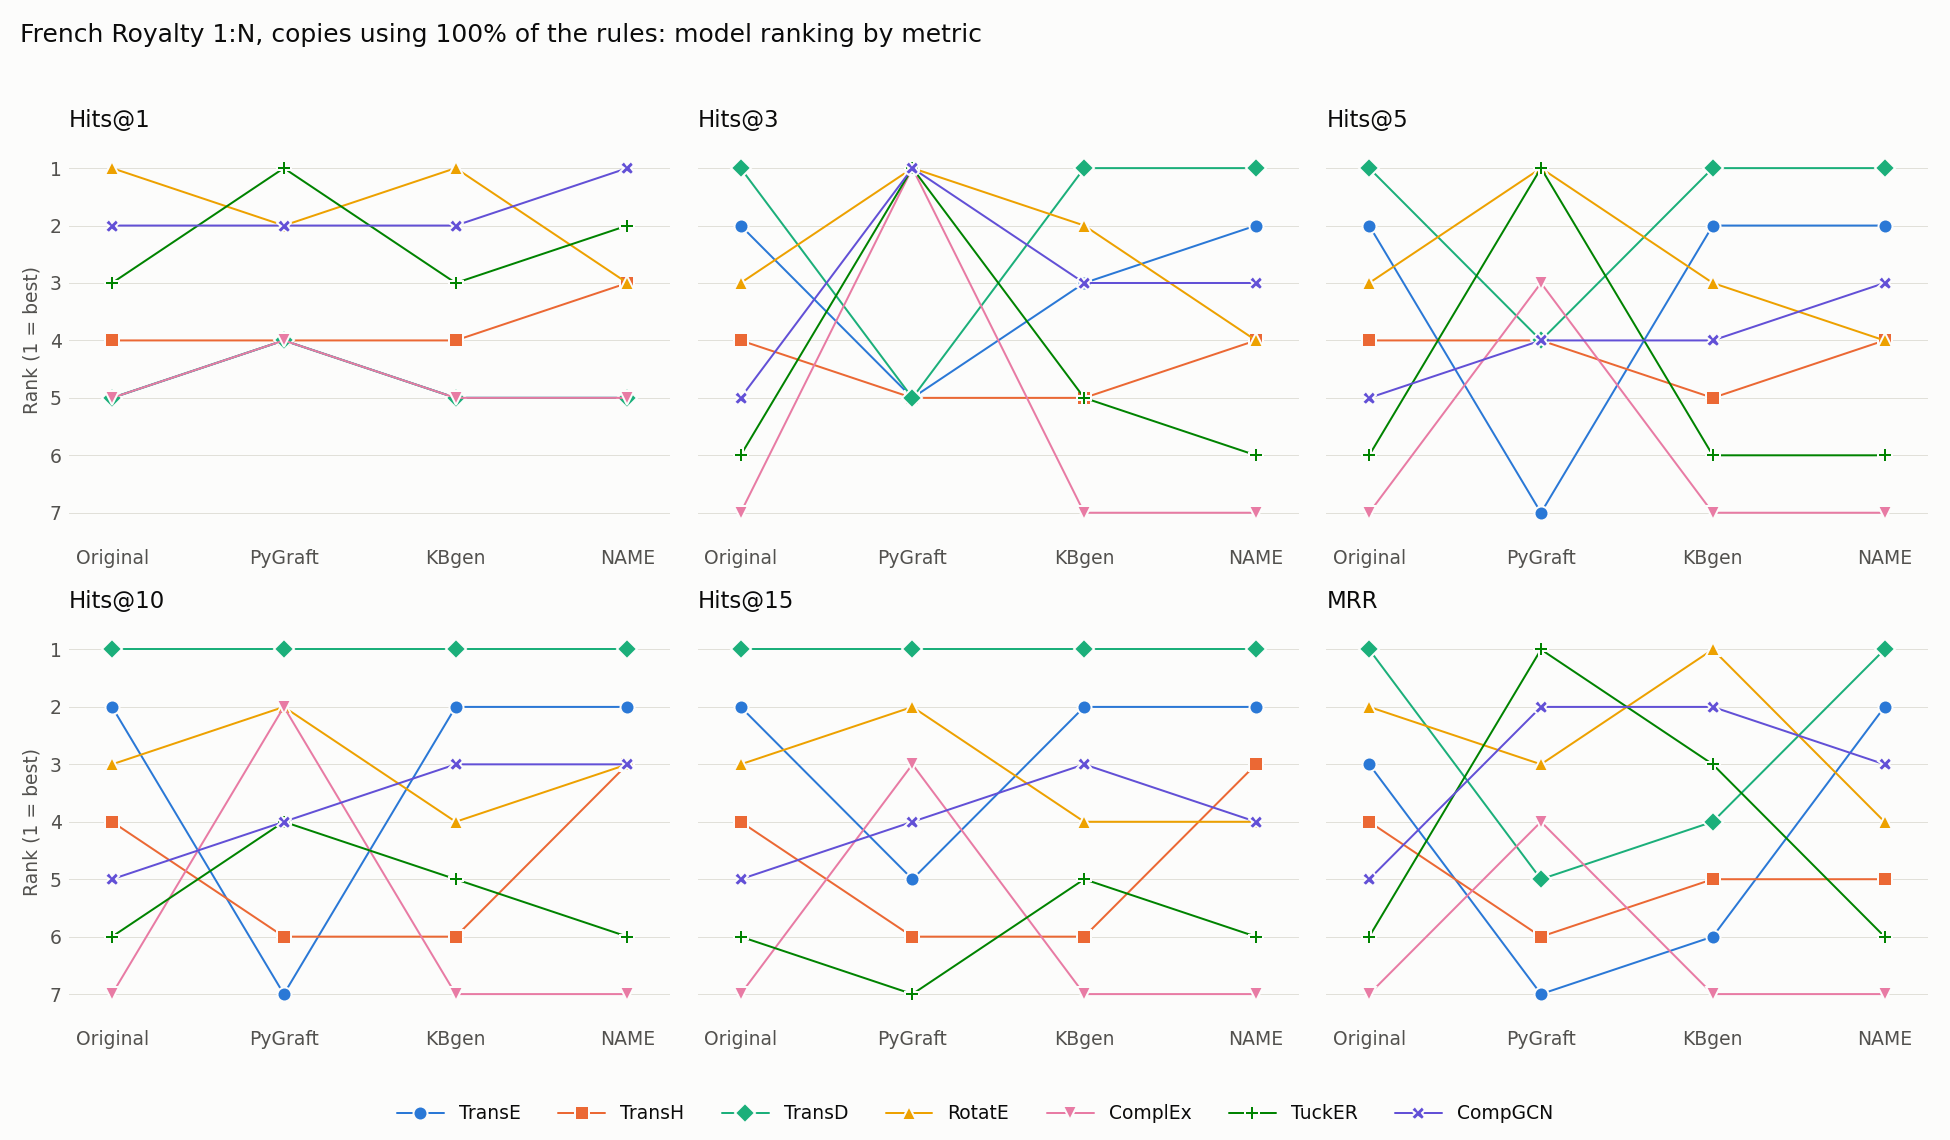 French Royalty 1:N, copies using 100% of the rules: model ranking by metric
Hits@1
Hits@3
Hits@5
Rank (1 = best)
1
2
3
4
5
6
7
Original PyGraft KBgen NAME
Original PyGraft KBgen NAME
Original PyGraft KBgen NAME
Hits@10
Hits@15
MRR
Rank (1 = best)
1
2
3
4
5
6
7
Original PyGraft KBgen NAME
Original PyGraft KBgen NAME
Original PyGraft KBgen NAME
TransE TransH TransD RotatE ComplEx TuckER CompGCN